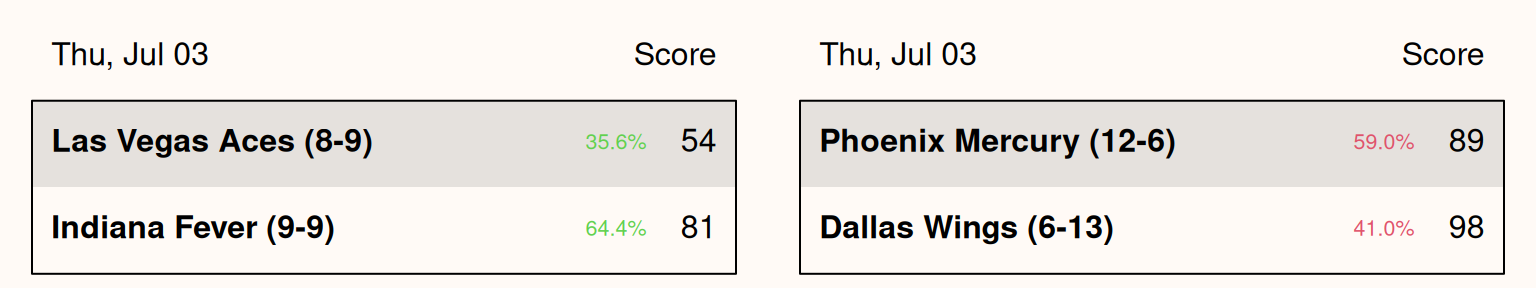 Thu, Jul 03 Score
Las Vegas Aces (8-9) 35.6% 54
Indiana Fever (9-9) 64.4% 81
Thu, Jul 03 Score
Phoenix Mercury (12-6) 59.0% 89
Dallas Wings (6-13) 41.0% 98